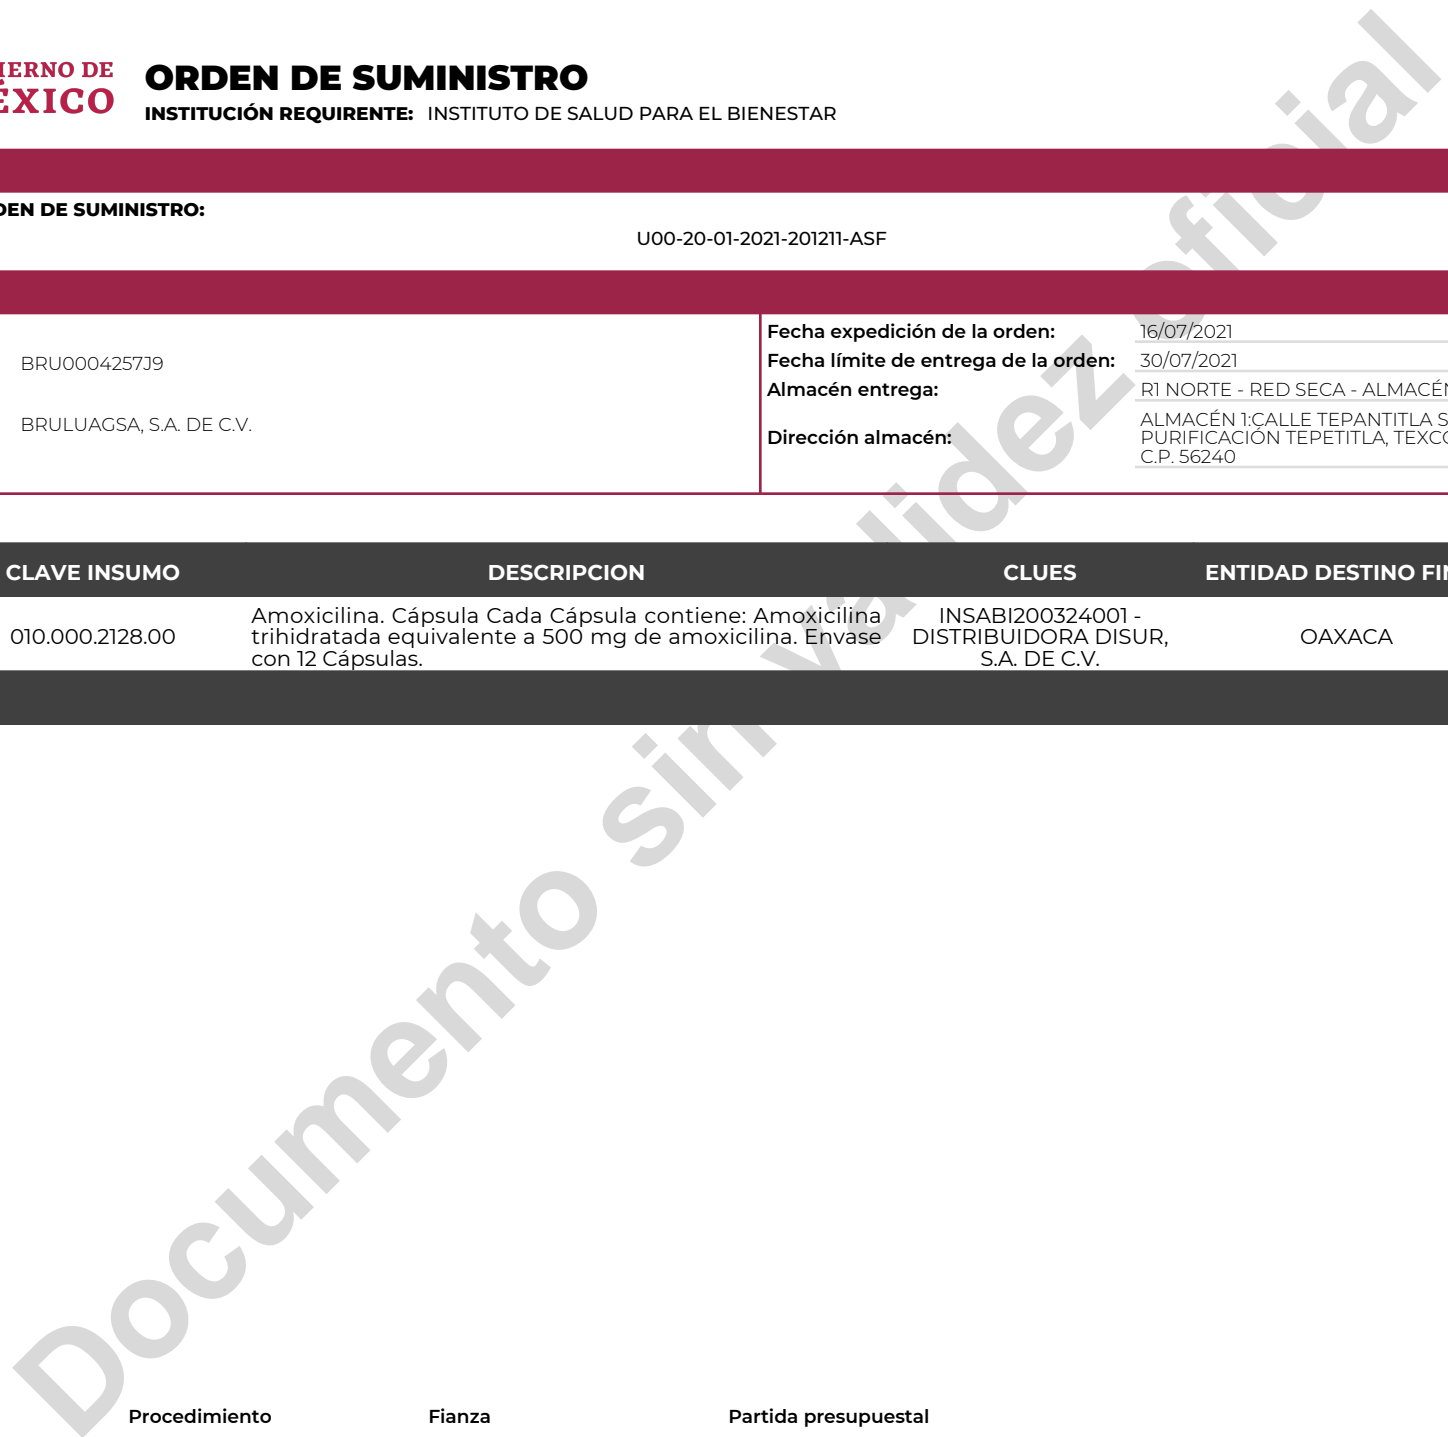 IERNO DE
ÉXICO
ORDEN DE SUMINISTRO
INSTITUCIÓN REQUIRENTE: INSTITUTO DE SALUD PARA EL BIENESTAR
DEN DE SUMINISTRO:
U00-20-01-2021-201211-ASF
BRU0004257J9
BRULUAGSA, S.A. DE C.V.
Fecha expedición de la orden: 16/07/2021
Fecha límite de entrega de la orden: 30/07/2021
Almacén entrega: R1 NORTE - RED SECA - ALMACÉN
Dirección almacén: ALMACÉN 1:CALLE TEPANTITLA S
PURIFICACIÓN TEPETITLA, TEXCO
C.P. 56240
CLAVE INSUMO DESCRIPCION CLUES ENTIDAD DESTINO FIN
010.000.2128.00
Amoxicilina. Cápsula Cada Cápsula contiene: Amoxicilina
trihidratada equivalente a 500 mg de amoxicilina. Envase
con 12 Cápsulas.
INSABI200324001 -
DISTRIBUIDORA DISUR,
S.A. DE C.V.
OAXACA
Documento sin validez oficial
Procedimiento Fianza Partida presupuestal